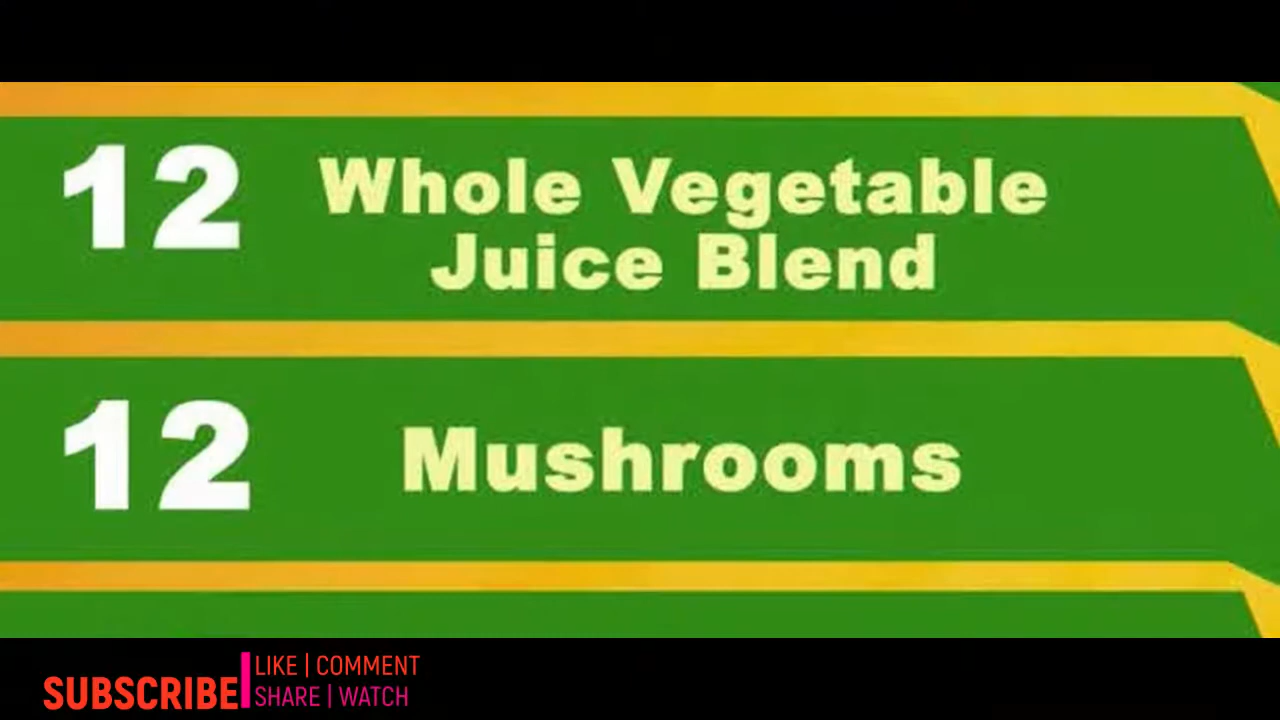 12 Whole Vegetable
Juice Blend
12 Mushrooms
SUBSCRIBE
LIKE | COMMENT
SHARE | WATCH